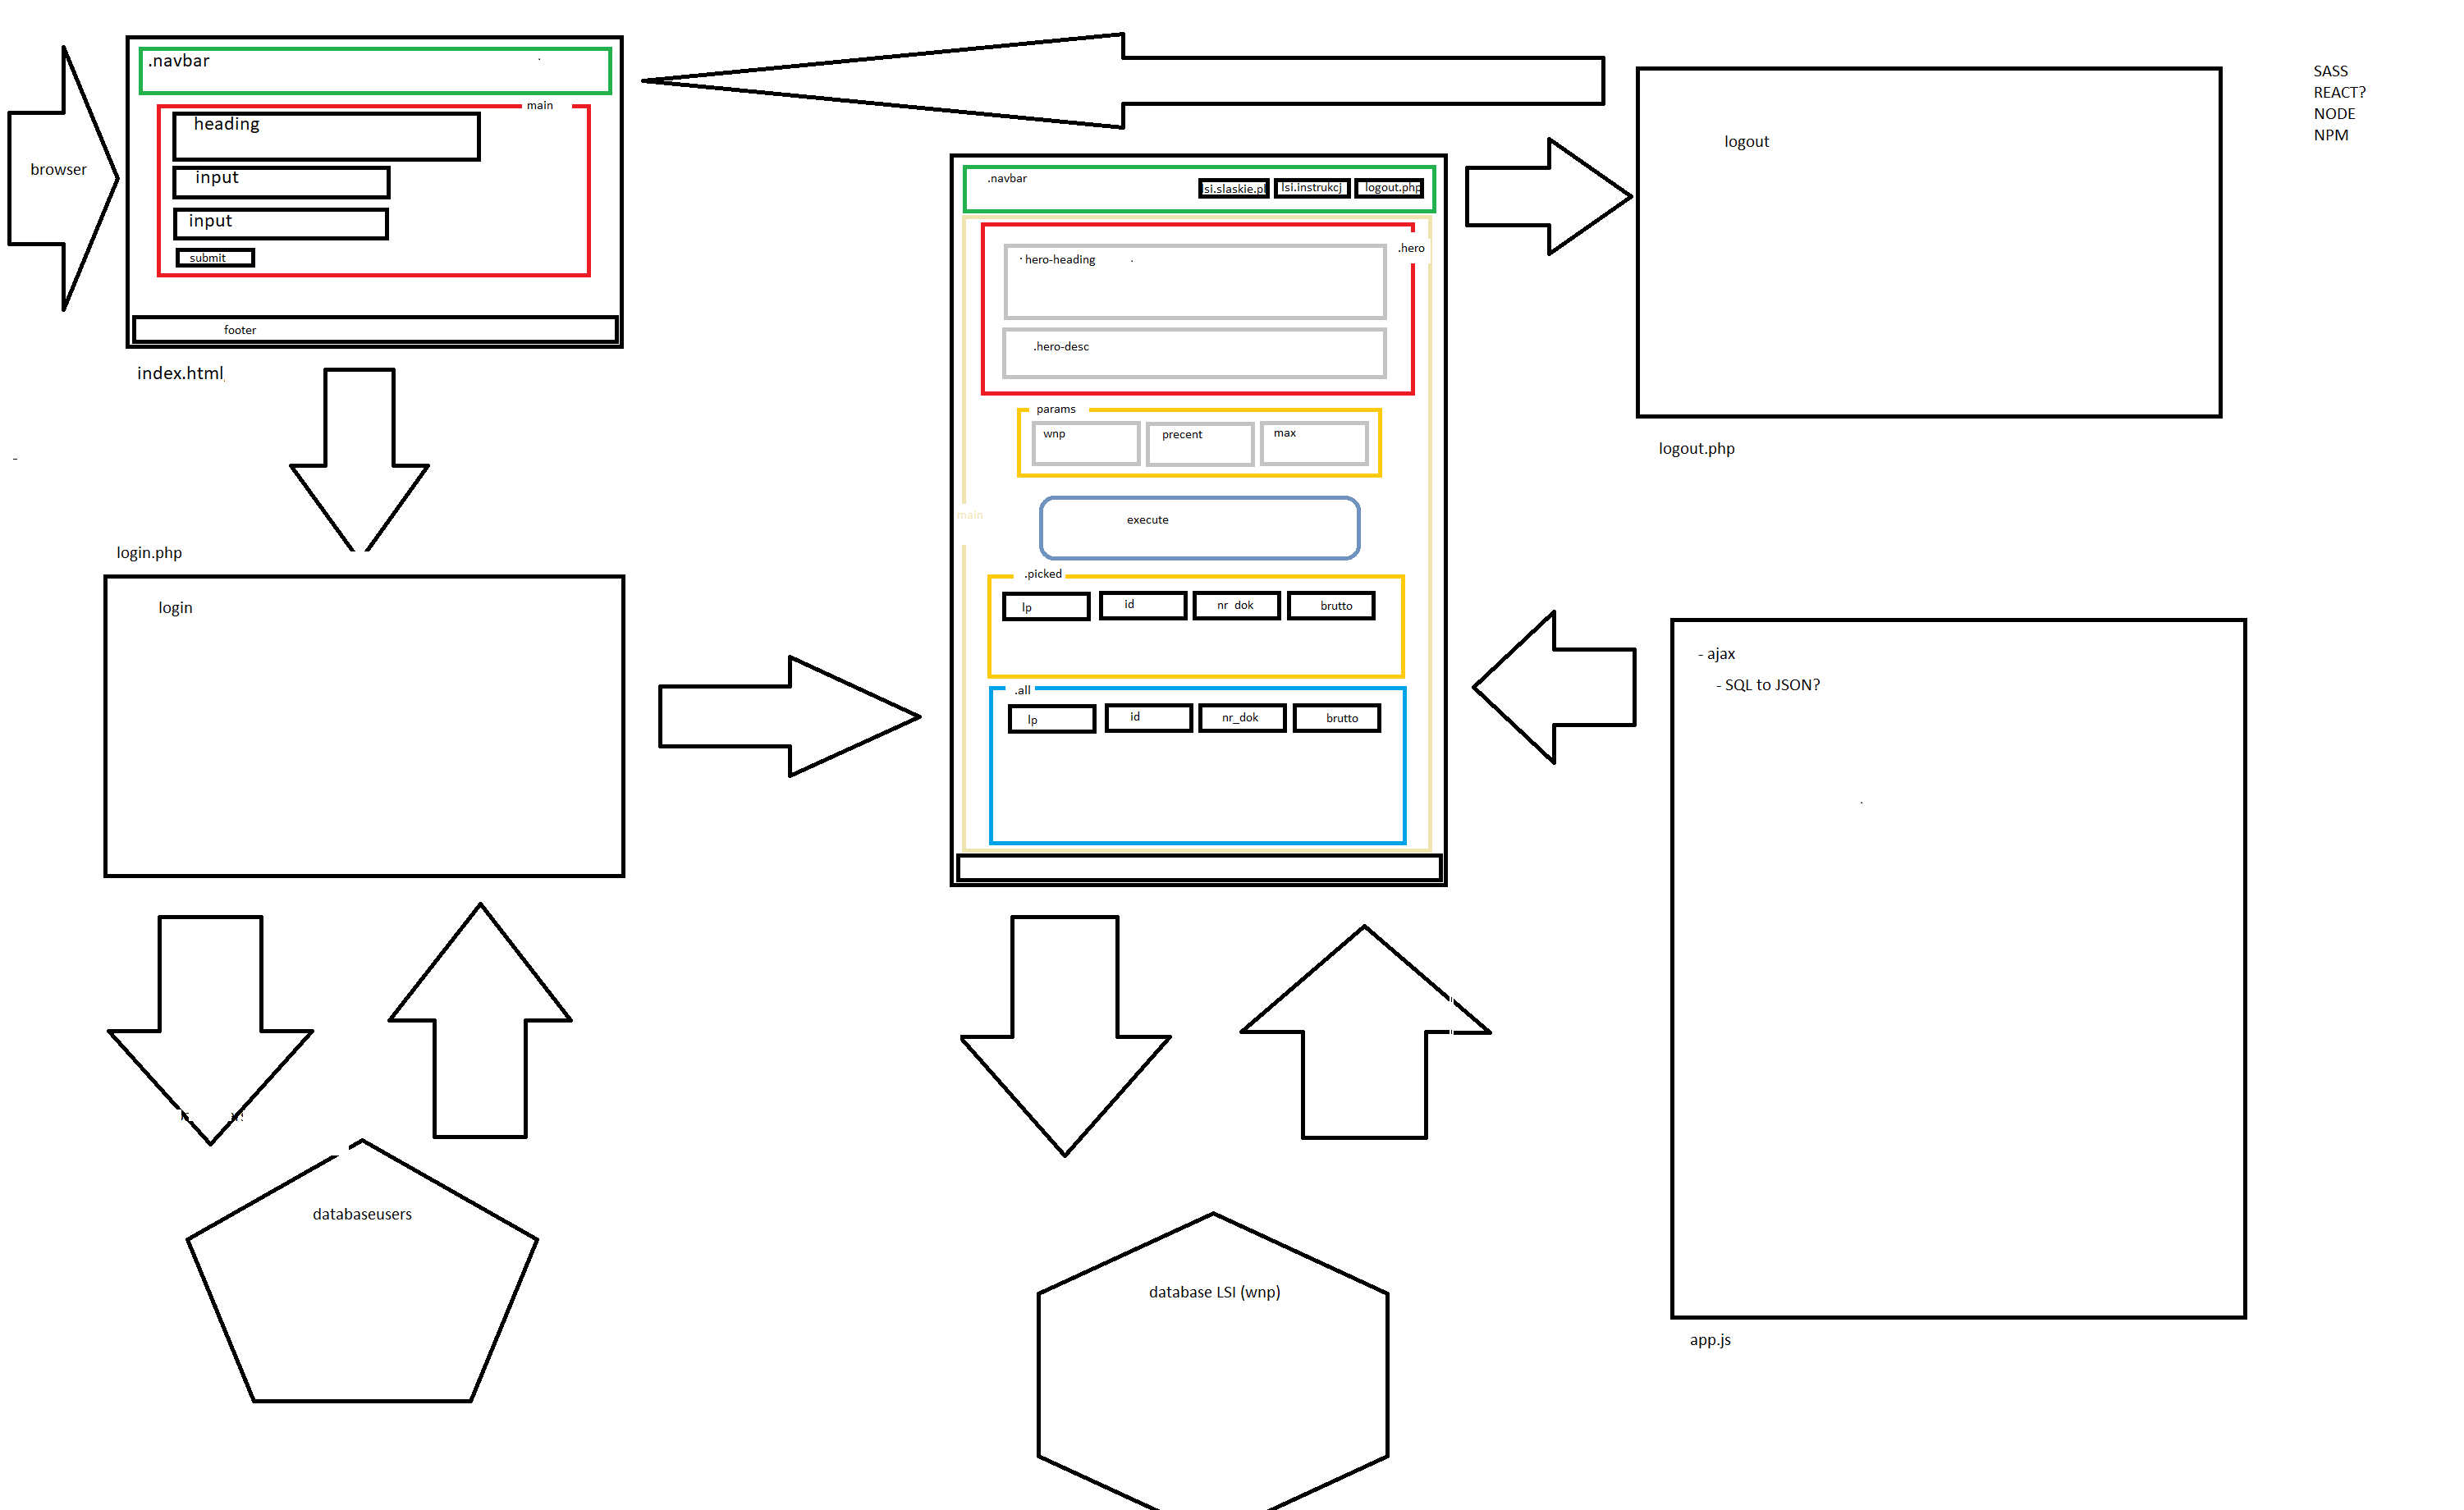 browser
.navbar
main
heading
input
input
submit
footer
index.html
login.php
login
databaseusers
.navbar
lsi.slaskie.pl
lsi.instrukcj
logout.php
.hero
hero-heading
.hero-desc
params
wnp
precent
max
main
execute
.picked
lp
id
nr dok
brutto
.all
lp
id
nr_dok
brutto
database LSI (wnp)
logout
logout.php
- ajax
- SQL to JSON?
app.js
SASS
REACT?
NODE
NPM